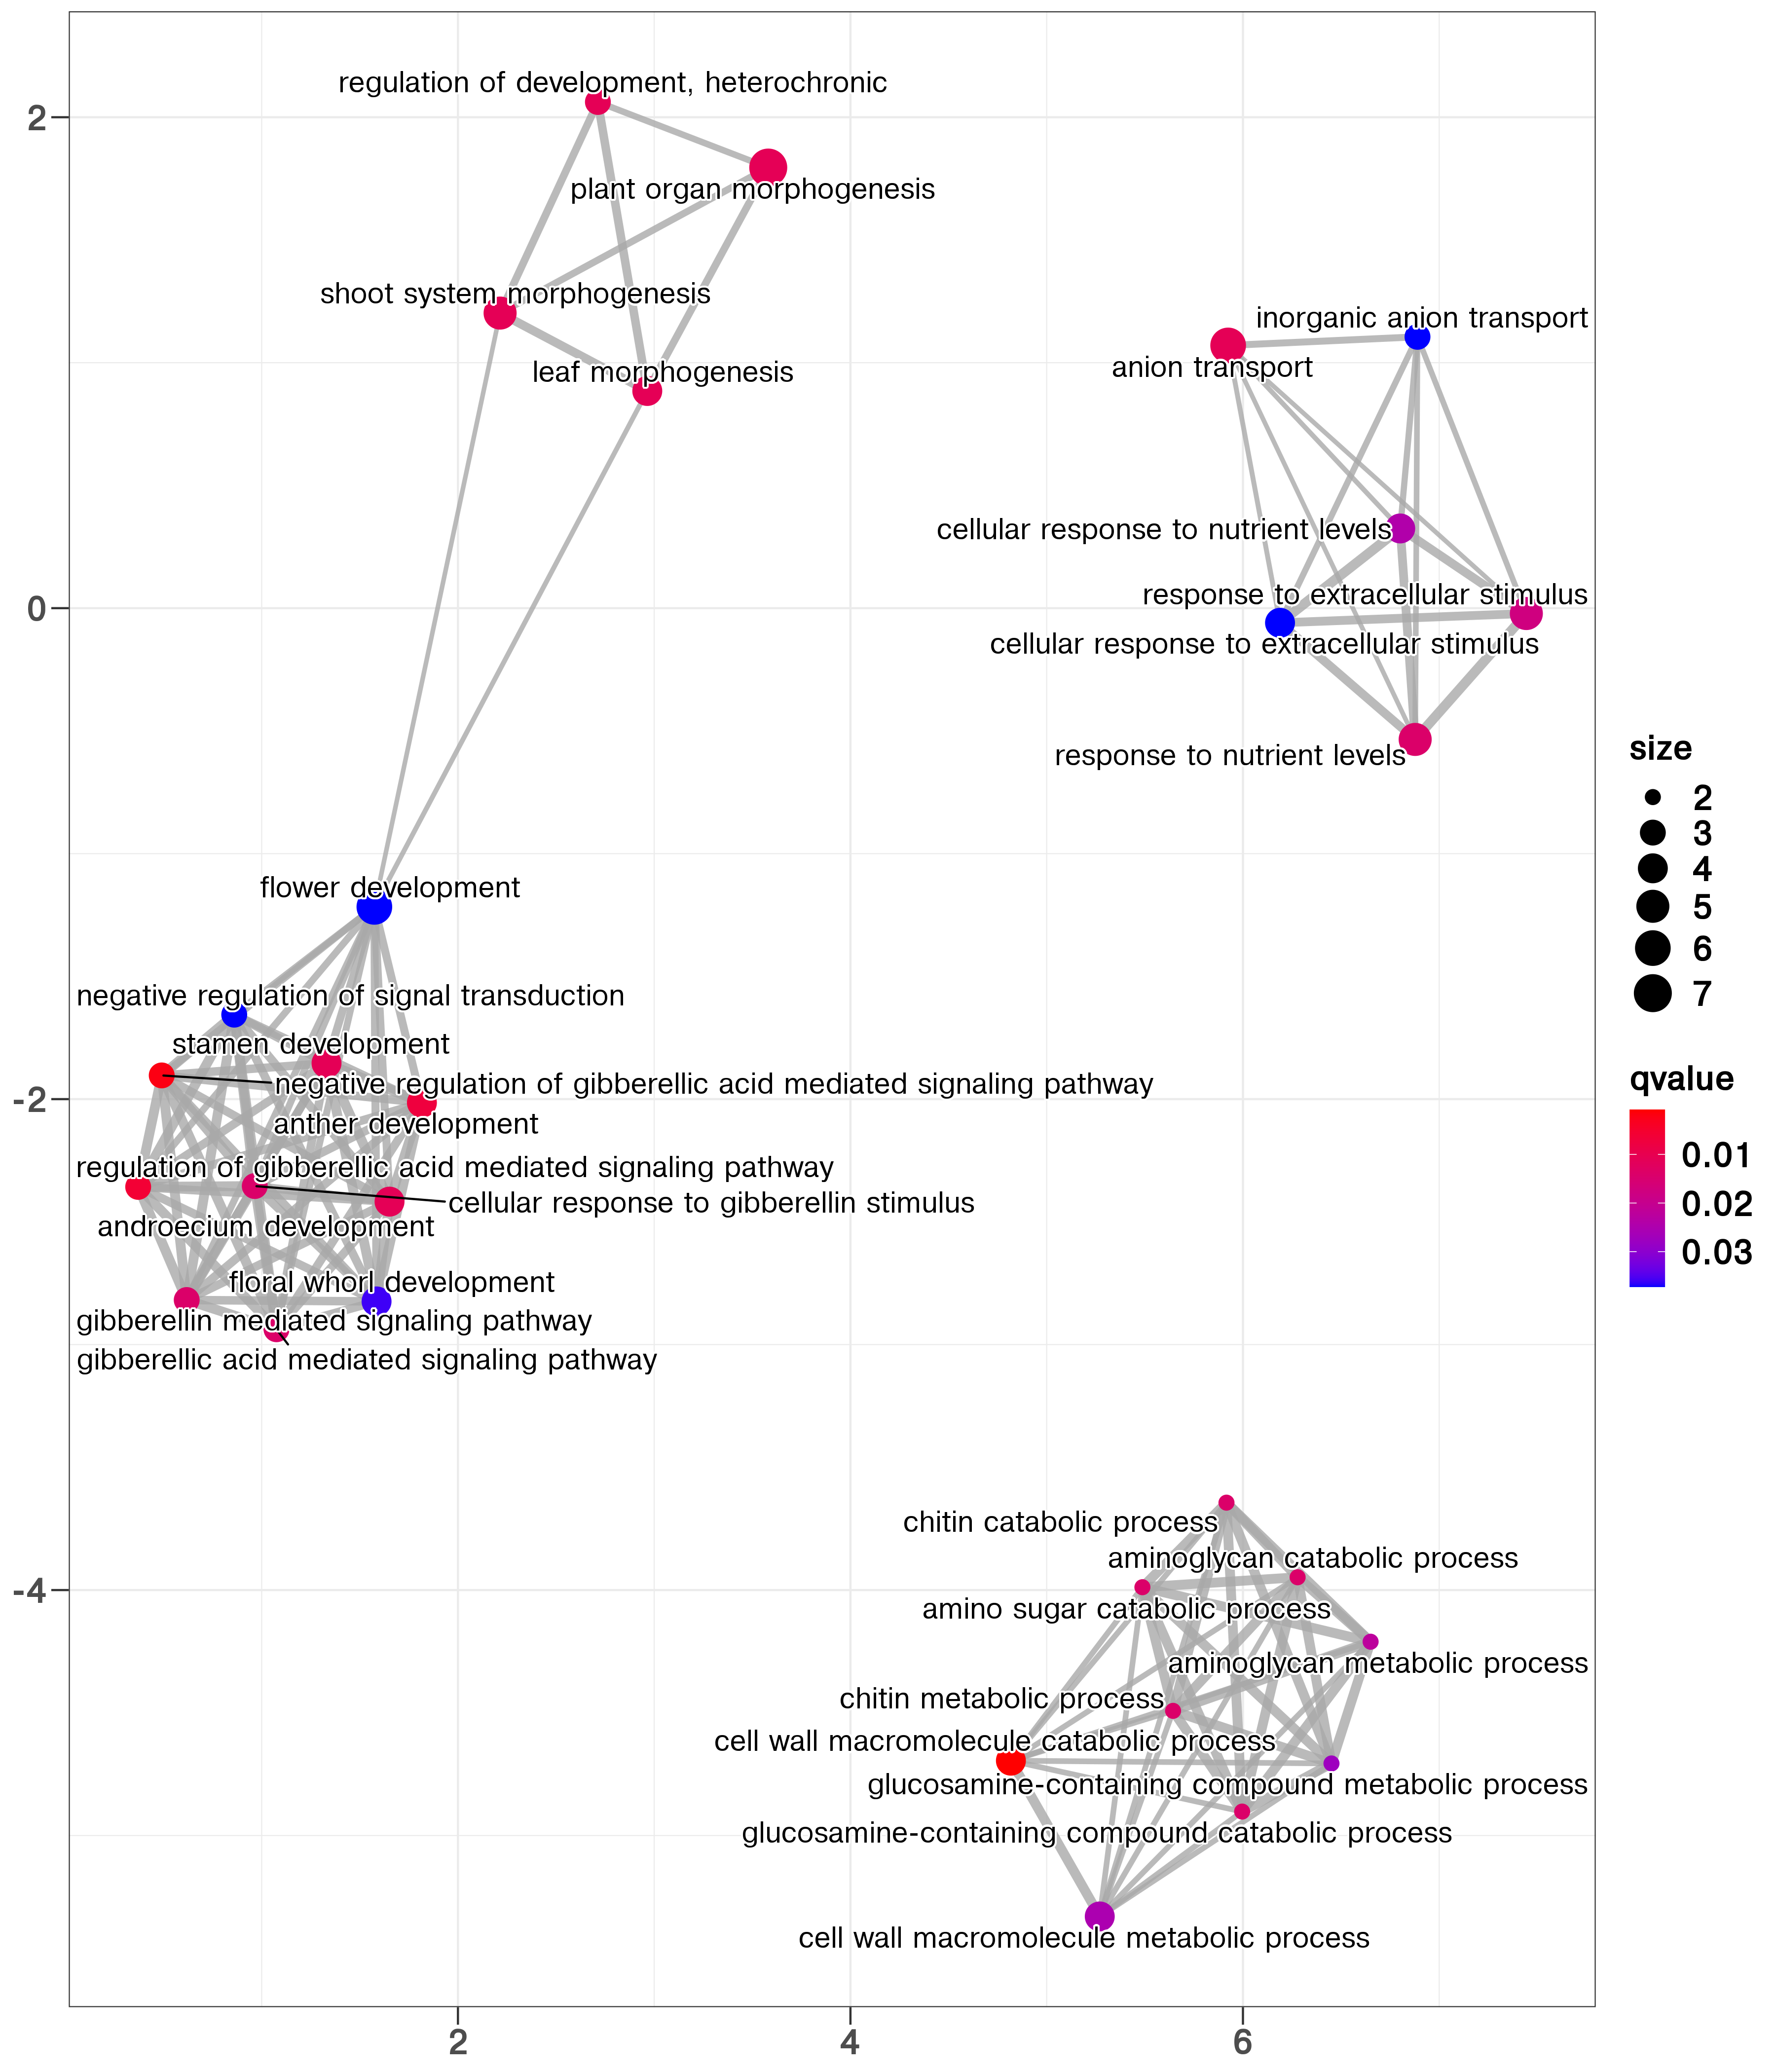 regulation of development, heterochronic
2
plant organ morphogenesis
shoot system morphogenesis
inorganic anion transport
anion transport
leaf morphogenesis
cellular response to nutrient levels
response to extracellular stimulus
0
cellular response to extracellular stimulus
response to nutrient levels
size
2
3
4
5
6
7
flower development
negative regulation of signal transduction
stamen development
negative regulation of gibberellic acid mediated signaling pathway
-2
anther development
regulation of gibberellic acid mediated signaling pathway
cellular response to gibberellin stimulus
androecium development
floral whorl development
gibberellin mediated signaling pathway
gibberellic acid mediated signaling pathway
qvalue
0.01
0.02
0.03
chitin catabolic process
aminoglycan catabolic process
-4
amino sugar catabolic process
aminoglycan metabolic process
chitin metabolic process
cell wall macromolecule catabolic process
glucosamine-containing compound metabolic process
glucosamine-containing compound catabolic process
cell wall macromolecule metabolic process
2
4
6